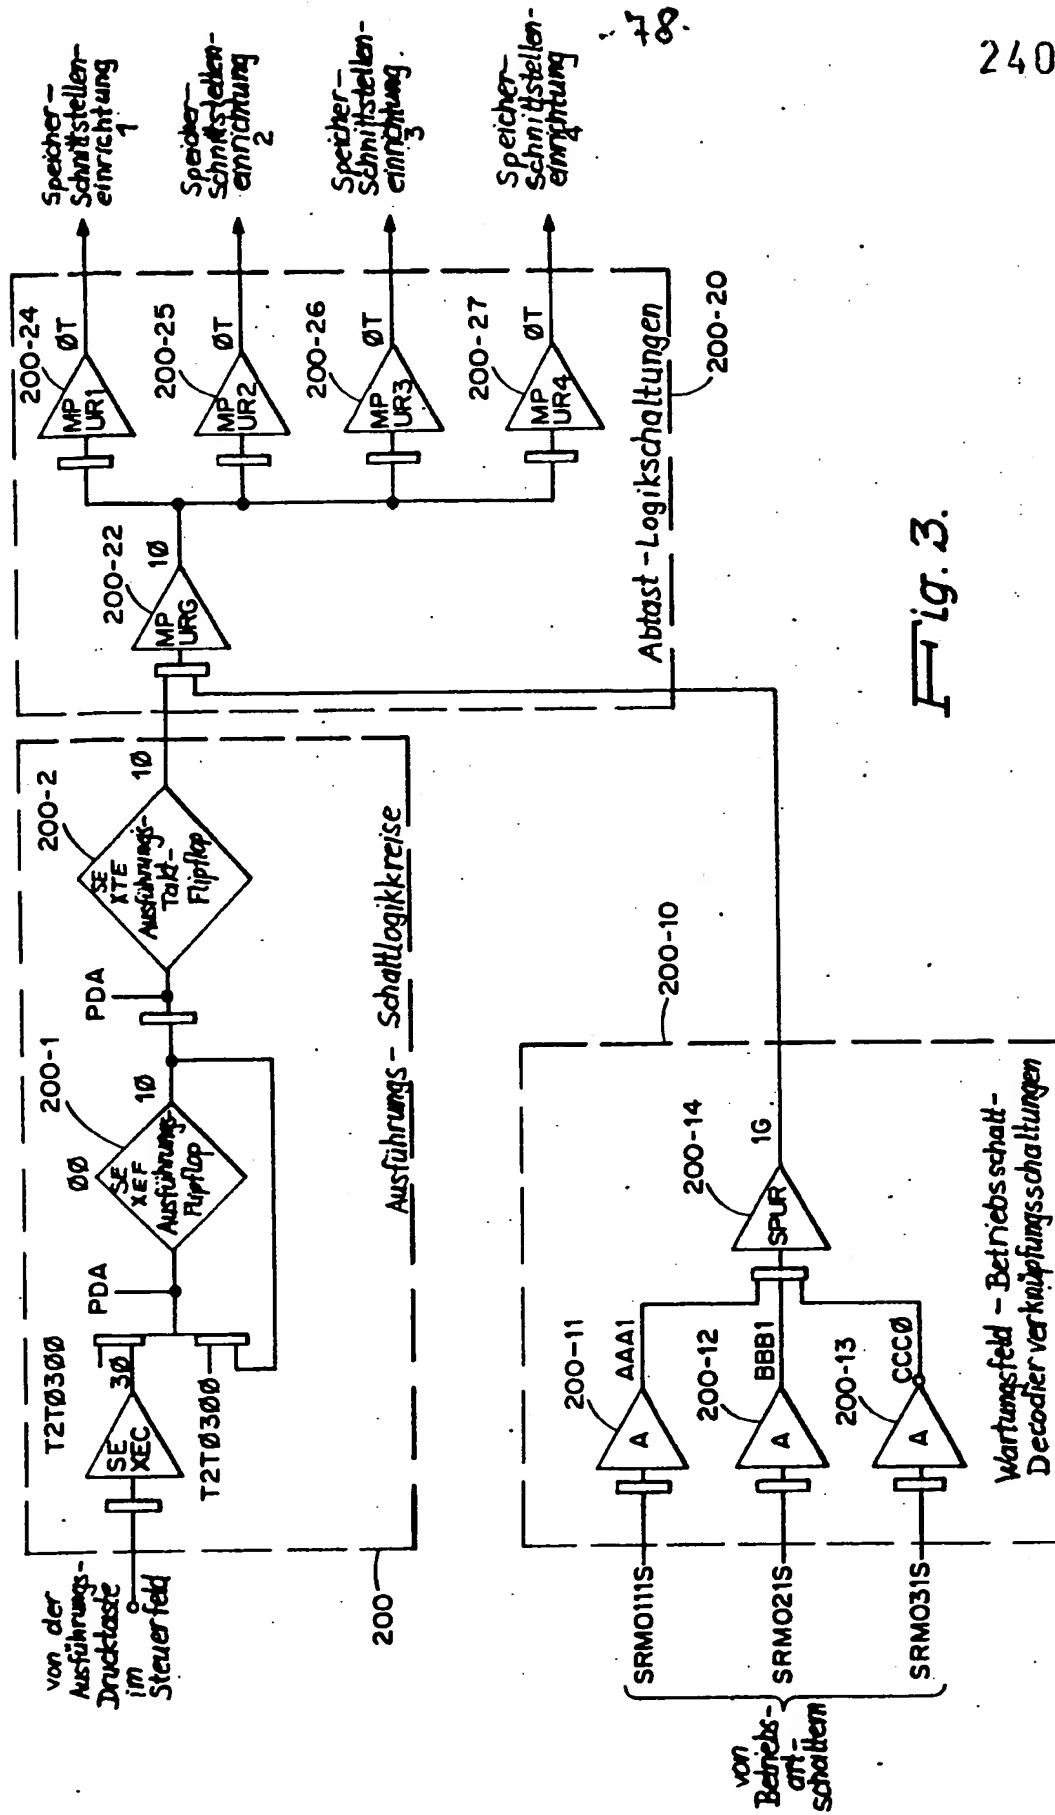 240
78.
Speicher-
Schnittstellen-
einrichtung
1
Speicher-
Schnittstellen-
einrichtung
2
Speicher-
Schnittstellen-
einrichtung.
3
Speicher-
Schnittstellen-
einrichtung
4
200-24
ØT
MP
UR1
200-25
ØT
MP
UR2
200-26
ØT
MP
UR3
200-27
ØT
MP
UR4
200-22
1Ø
MP
URG
Abtast-Logikschaltungen
200-20
200-2
1Ø
SE
XTE
Ausführungs-
Takt-
Flipflop
PDA
200-1
ØØ
1Ø
SE
XEF
Ausführungs-
Flipflop
PDA
T2TØ3ØØ
3Ø
SE
XEC
T2TØ3ØØ
Ausführungs- Schaltlogikkreise
200
von der
Ausführungs-
Drucktaste
im
Steuerfeld
200-10
200-14
1G
SPUR
200-11
AAA1
A
200-12
BBB1
A
200-13
CCCØ
A
Wartungsfeld-Betriebsschalt-
Decodierverknüpfungsschaltungen
SRMO111S
SRMO21S
SRMO31S
von
Betriebs-
art-
schaltern
Fig. 3.